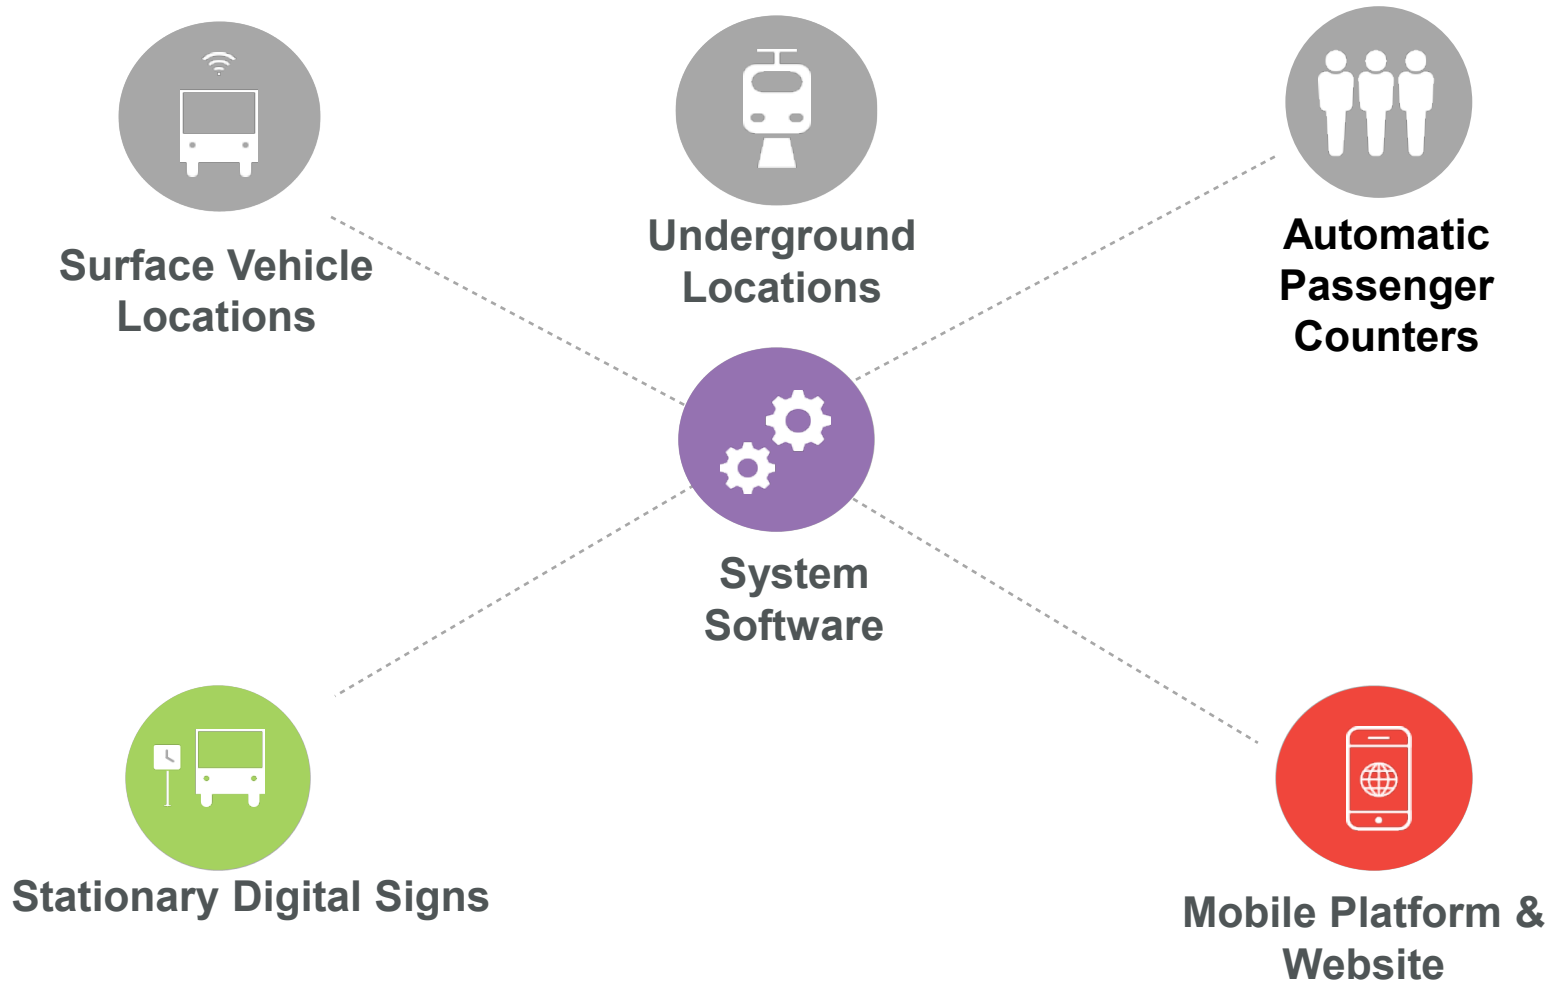 Surface Vehicle
Locations
Underground
Locations
Automatic
Passenger
Counters
System
Software
Stationary Digital Signs
Mobile Platform &
Website